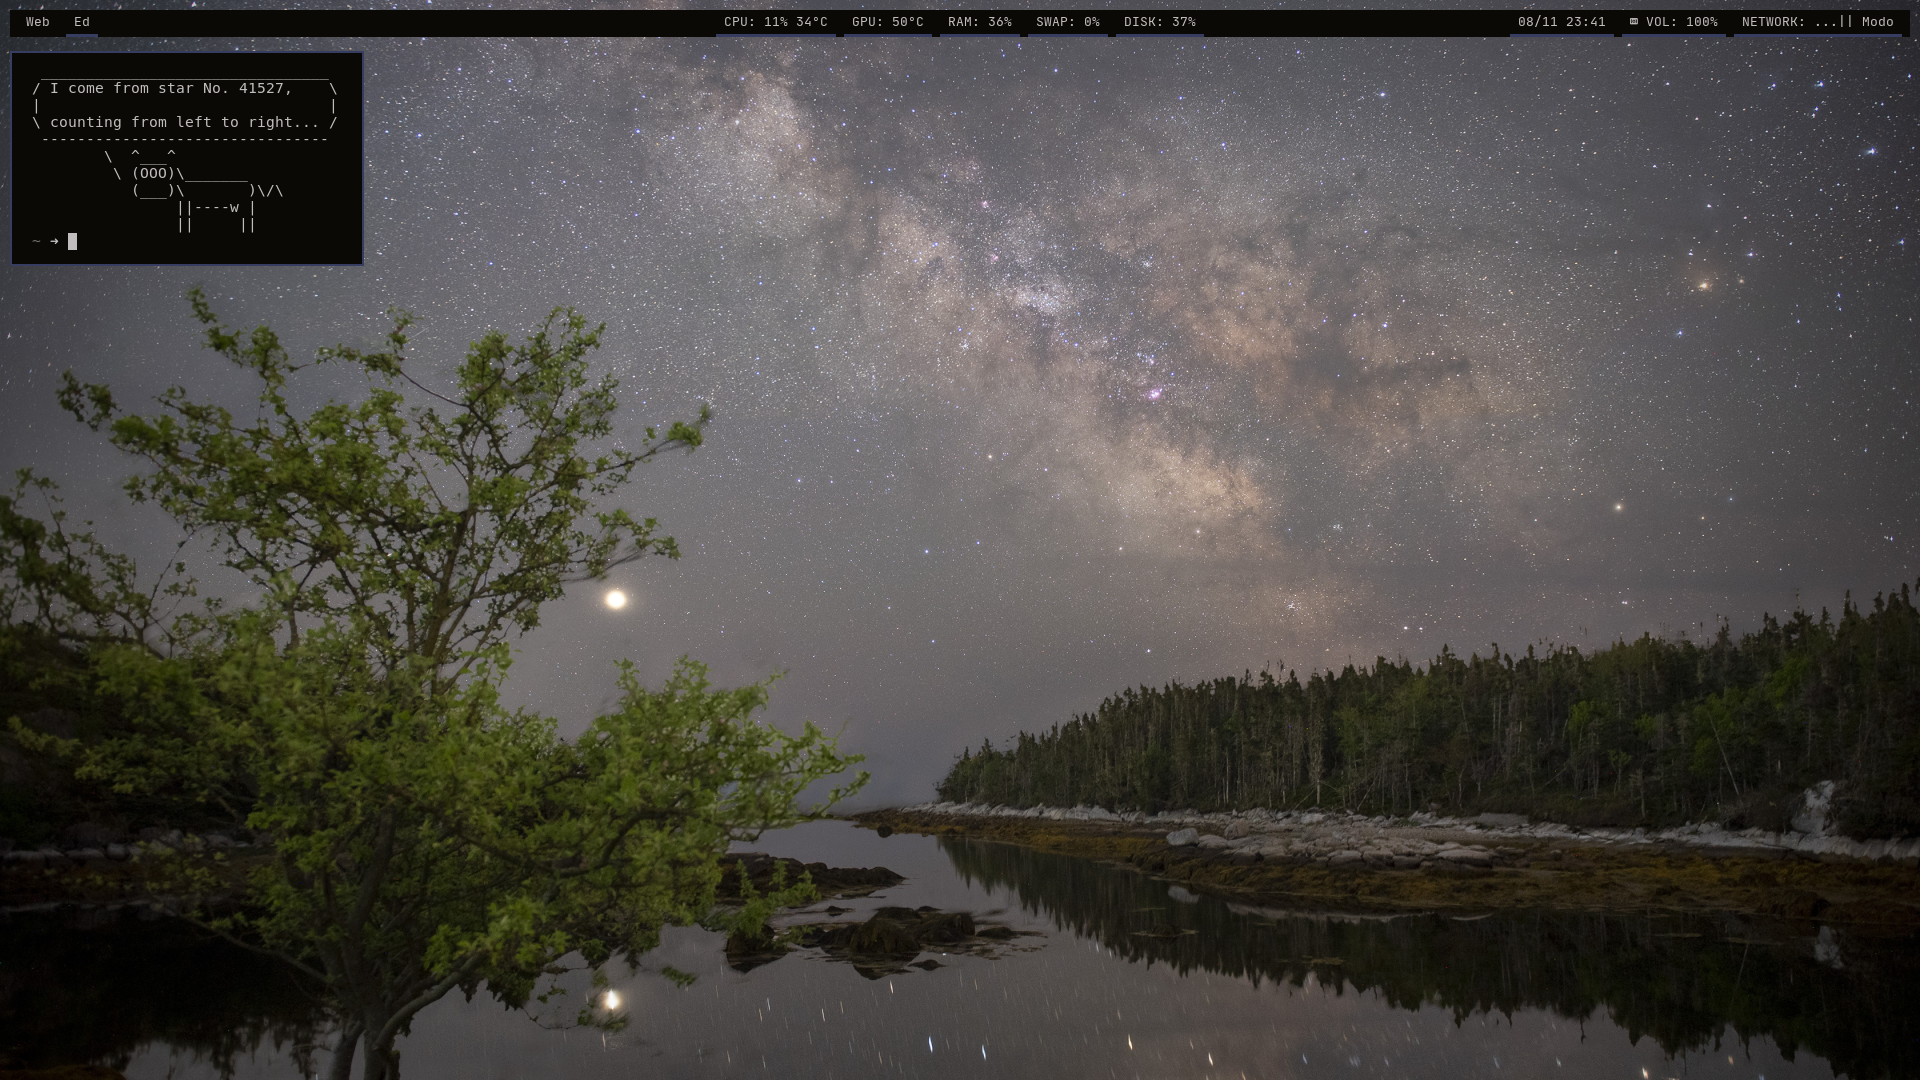 Web Ed CPU: 11% 34°C GPU: 50°C RAM: 36% SWAP: 0% DISK: 37% 08/11 23:41 VOL: 100% NETWORK: ...|| Modo
 ________________________________
/ I come from star No. 41527,    \
|                                |
\ counting from left to right... /
 --------------------------------
        \  ^___^
         \ (OOO)\_______
           (___)\       )\/\
                ||----w |
                ||     ||
~ ➜